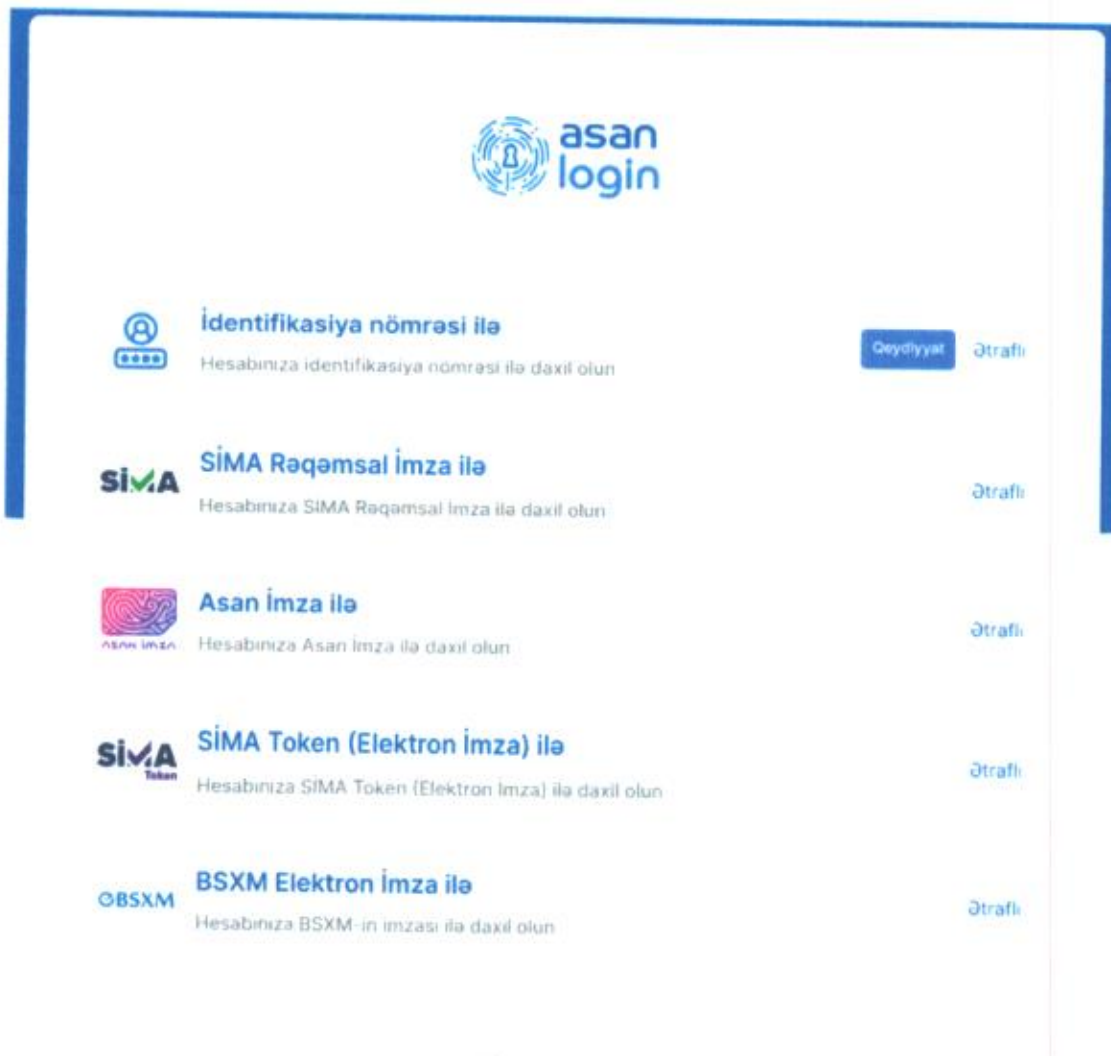 asan
login
İdentifikasiya nömrəsi ilə
Hesabınıza identifikasiya nömrəsi ilə daxil olun
Qeydiyyat
Ətraflı
SİMA
SİMA Rəqəmsal İmza ilə
Hesabınıza SİMA Rəqəmsal İmza ilə daxil olun
Ətraflı
ASAN İMZA
Asan İmza ilə
Hesabınıza Asan İmza ilə daxil olun
Ətraflı
SİMA
Token
SİMA Token (Elektron İmza) ilə
Hesabınıza SİMA Token (Elektron İmza) ilə daxil olun
Ətraflı
BSXM
BSXM Elektron İmza ilə
Hesabınıza BSXM-in imzası ilə daxil olun
Ətraflı